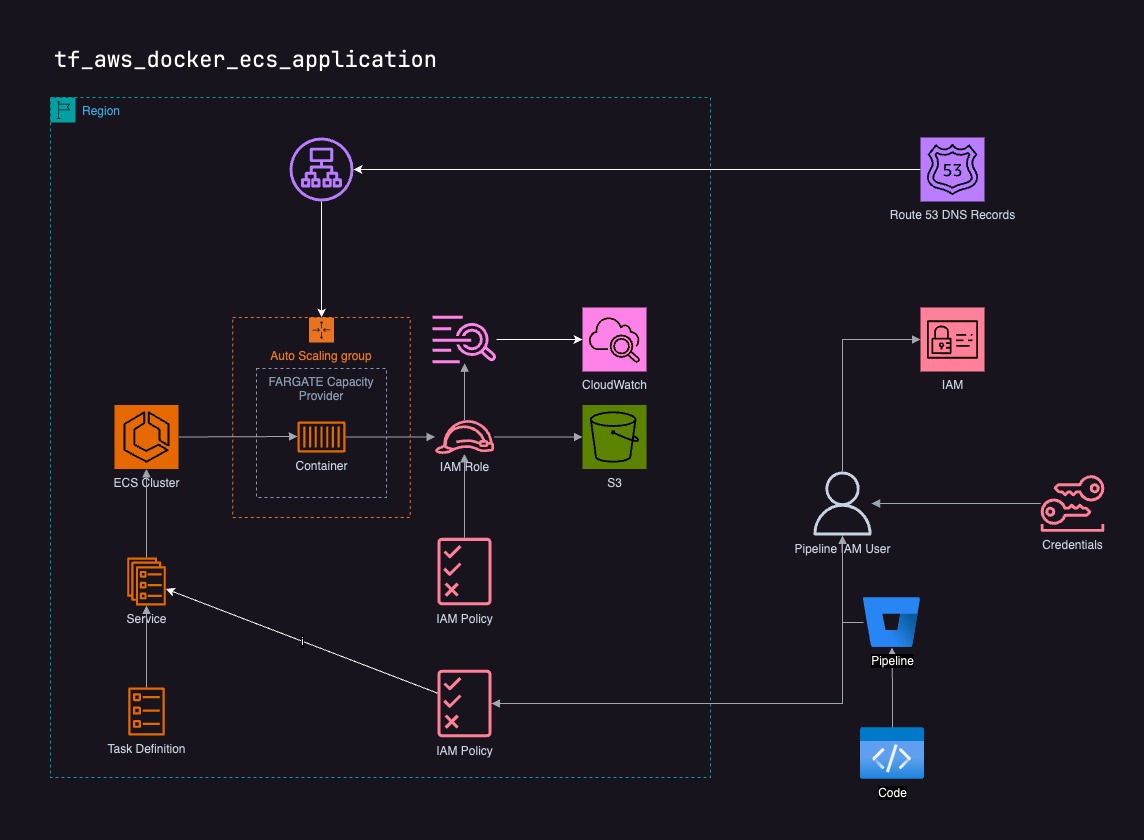 tf_aws_docker_ecs_application
Region
53
Route 53 DNS Records
Auto Scaling group
FARGATE Capacity
Provider
CloudWatch
IAM
Container
IAM Role
ECS Cluster
S3
Pipeline IAM User
Credentials
Service
IAM Policy
Pipeline
Task Definition
IAM Policy
</>
Code